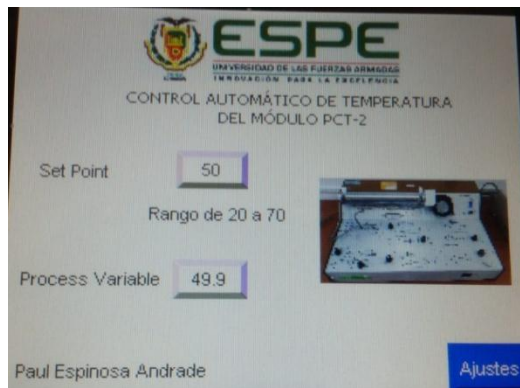 ESPE
UNIVERSIDAD DE LAS FUERZAS ARMADAS
INNOVACIÓN PARA LA EXCELENCIA
CONTROL AUTOMÁTICO DE TEMPERATURA
DEL MÓDULO PCT-2
Set Point
50
Rango de 20 a 70
Process Variable
49.9
Paul Espinosa Andrade
Ajustes